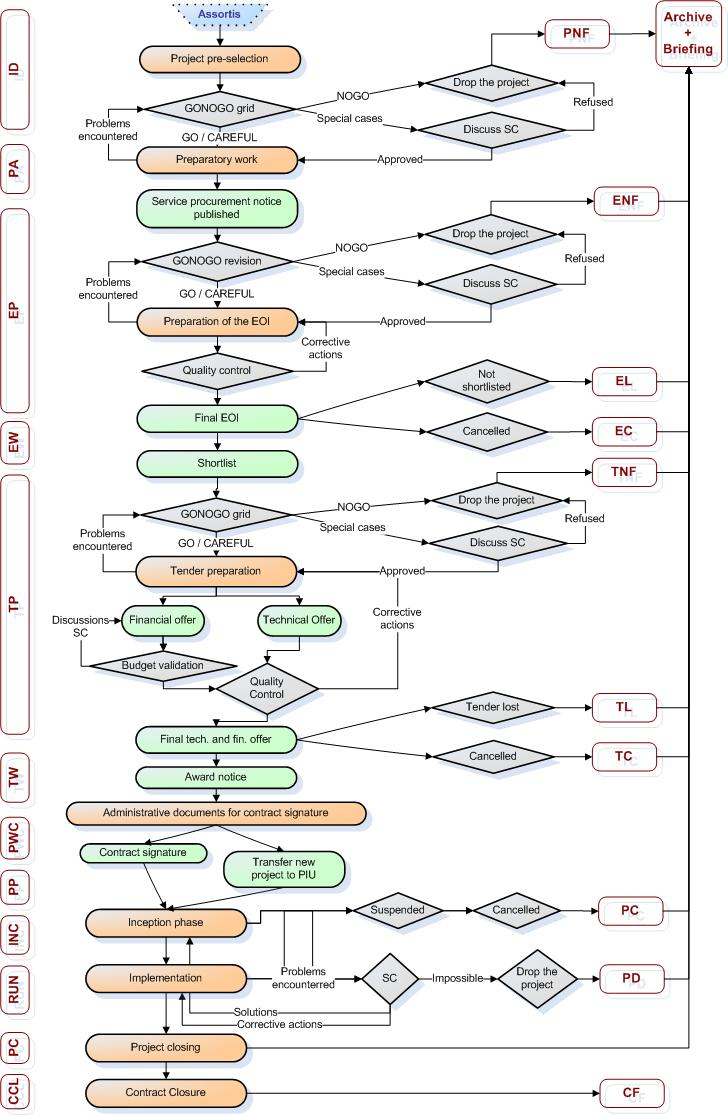 Assortis
Archive
+
Briefing
PNF
ID
Project pre-selection
Drop the project
NOGO
GONOGO grid
Refused
Special cases
Problems
encountered
Discuss SC
GO / CAREFUL
PA
Preparatory work
Approved
Service procurement notice
published
ENF
Drop the project
NOGO
GONOGO revision
Refused
Special cases
Problems
encountered
Discuss SC
GO / CAREFUL
EP
Preparation of the EOI
Approved
Corrective
actions
Quality control
Not
shortlisted
EL
Final EOI
Cancelled
EC
EW
Shortlist
TNF
Drop the project
NOGO
GONOGO grid
Refused
Special cases
Problems
encountered
Discuss SC
GO / CAREFUL
Tender preparation
Approved
TP
Discussions
SC
Financial offer
Technical Offer
Corrective
actions
Budget validation
Quality
Control
Tender lost
TL
Final tech. and fin. offer
Cancelled
TC
TW
Award notice
Administrative documents for contract signature
PWC
Contract signature
Transfer new
project to PIU
PP
Suspended
Cancelled
PC
Inception phase
INC
Problems
encountered
Implementation
SC
Impossible
Drop the
project
PD
RUN
Solutions
Corrective actions
PC
Project closing
CCL
Contract Closure
CF